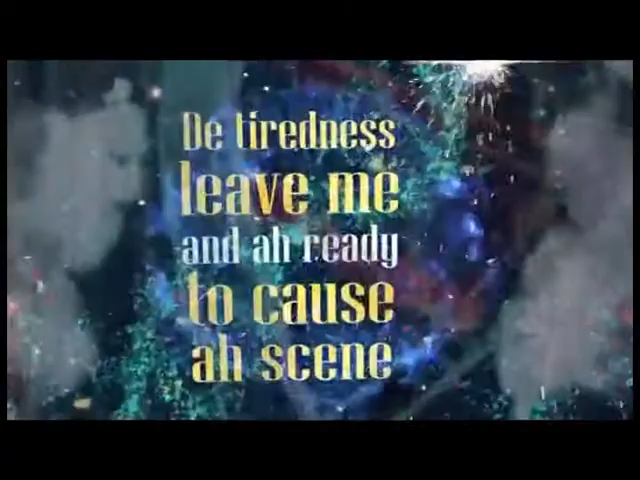 De tiredness
leave me
and ah ready
to cause
ah scene